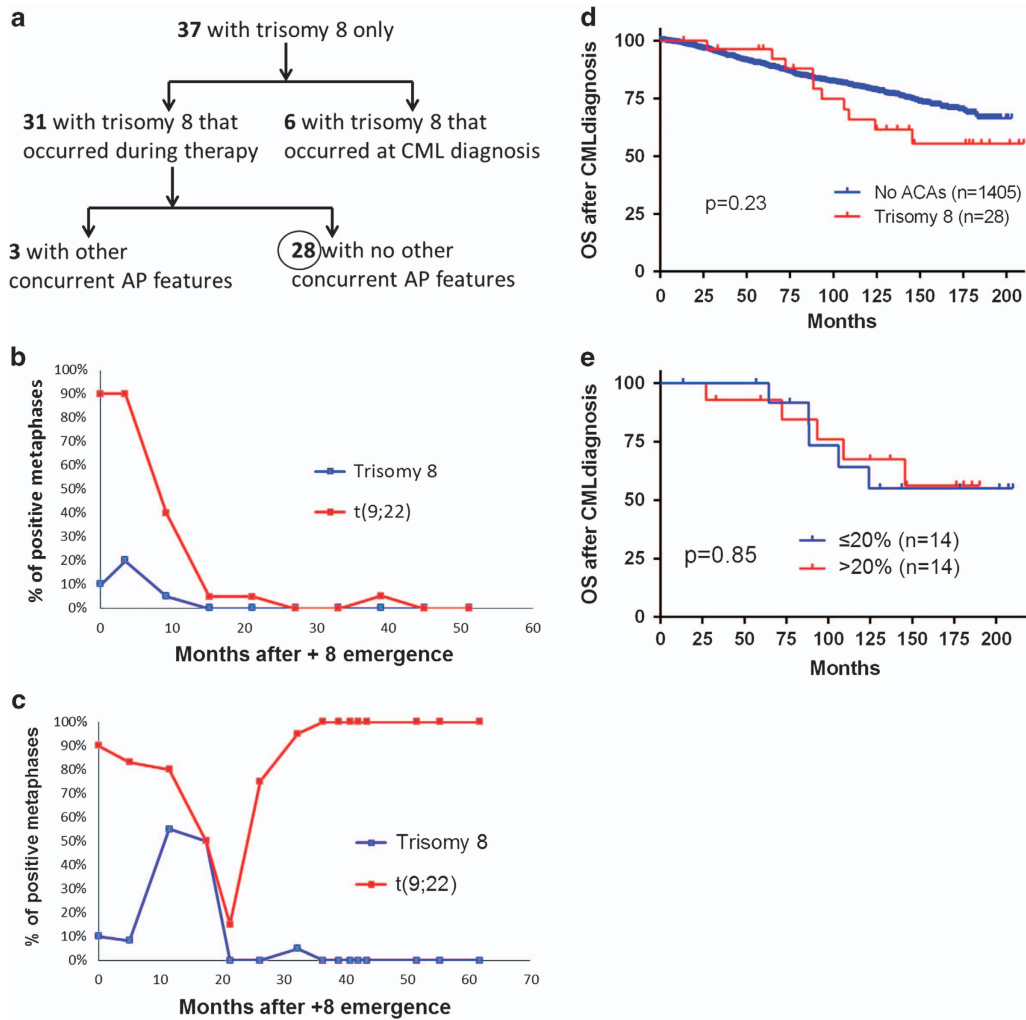 a
37 with trisomy 8 only
31 with trisomy 8 that
occurred during therapy
6 with trisomy 8 that
occurred at CML diagnosis
3 with other
concurrent AP features
28 with no other
concurrent AP features
b
% of positive metaphases
100%
90%
80%
70%
60%
50%
40%
30%
20%
10%
0%
Trisomy 8
t(9;22)
0 10 20 30 40 50 60
Months after + 8 emergence
c
% of positive metaphases
100%
90%
80%
70%
60%
50%
40%
30%
20%
10%
0%
Trisomy 8
t(9;22)
0 10 20 30 40 50 60 70
Months after +8 emergence
d
OS after CMLdiagnosis
100
75
50
25
0
p=0.23
No ACAs (n=1405)
Trisomy 8 (n=28)
0 25 50 75 100 125 150 175 200
Months
e
OS after CMLdiagnosis
100
75
50
25
0
p=0.85
≤20% (n=14)
>20% (n=14)
0 25 50 75 100 125 150 175 200
Months